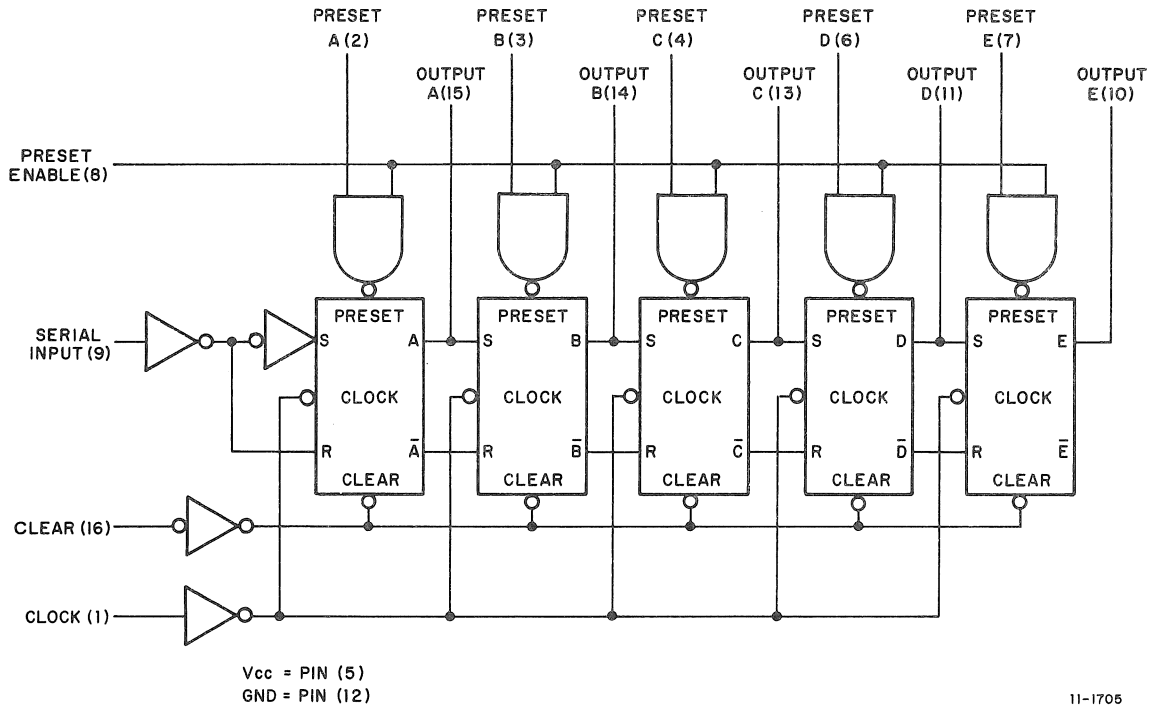 PRESET
A(2)
PRESET
B(3)
PRESET
C(4)
PRESET
D(6)
PRESET
E(7)
OUTPUT
A(15)
OUTPUT
B(14)
OUTPUT
C(13)
OUTPUT
D(11)
OUTPUT
E(10)
PRESET
ENABLE(8)
PRESET
PRESET
PRESET
PRESET
PRESET
SERIAL
INPUT(9)
S
A
S
B
S
C
S
D
S
E
CLOCK
CLOCK
CLOCK
CLOCK
CLOCK
R
A̅
R
B̅
R
C̅
R
D̅
R
E̅
CLEAR
CLEAR
CLEAR
CLEAR
CLEAR
CLEAR (16)
CLOCK (1)
Vcc = PIN (5)
GND = PIN (12)
11-1705